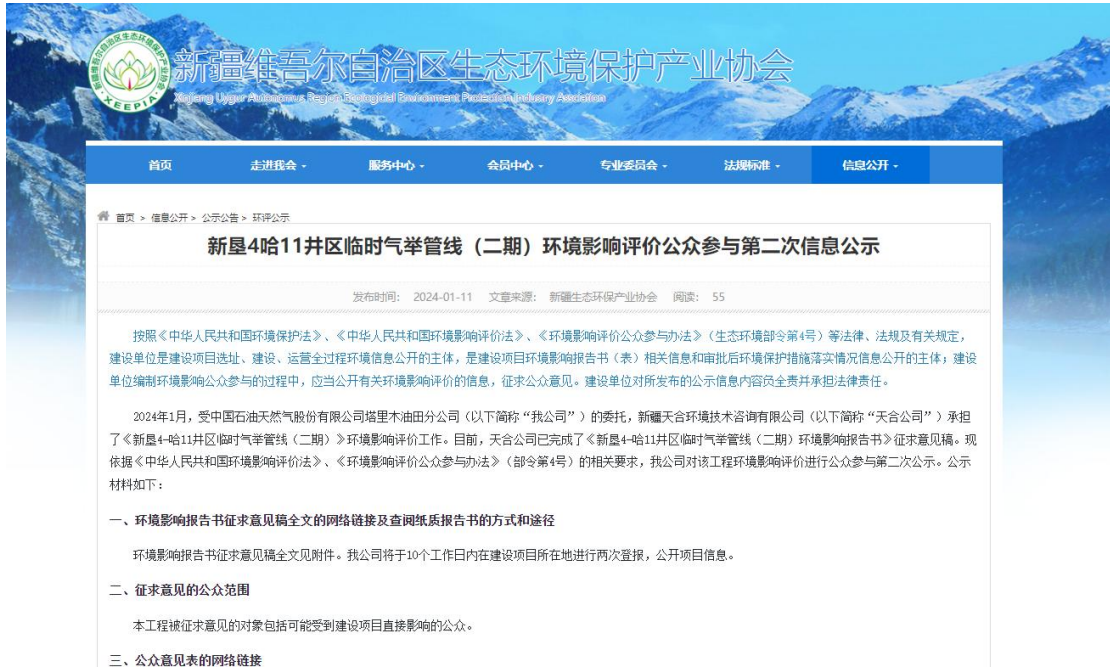 新疆维吾尔自治区生态环境保护产业协会
Xinjiang Uygur Autonomous Region Ecological Environment Protection Industry Association
新疆维吾尔自治区生态环境保护产业协会
XEEPIA
首页 走进我会 服务中心 会员中心 专业委员会 法规标准 信息公开
首页 > 信息公开 > 公示公告 > 环评公示
新垦4哈11井区临时气举管线（二期）环境影响评价公众参与第二次信息公示
发布时间： 2024-01-11 文章来源： 新疆生态环保产业协会 阅读： 55
按照《中华人民共和国环境保护法》、《中华人民共和国环境影响评价法》、《环境影响评价公众参与办法》（生态环境部令第4号）等法律、法规及有关规定，
建设单位是建设项目选址、建设、运营全过程环境信息公开的主体，是建设项目环境影响报告书（表）相关信息和审批后环境保护措施落实情况信息公开的主体；建设
单位编制环境影响公众参与的过程中，应当公开有关环境影响评价的信息，征求公众意见。建设单位对所发布的公示信息内容负全责并承担法律责任。
2024年1月，受中国石油天然气股份有限公司塔里木油田分公司（以下简称“我公司”）的委托，新疆天合环境技术咨询有限公司（以下简称“天合公司”）承担
了《新垦4-哈11井区临时气举管线（二期）》环境影响评价工作。目前，天合公司已完成了《新垦4-哈11井区临时气举管线（二期）环境影响报告书》征求意见稿。现
依据《中华人民共和国环境影响评价法》、《环境影响评价公众参与办法》（部令第4号）的相关要求，我公司对该工程环境影响评价进行公众参与第二次公示。公示
材料如下：
一、环境影响报告书征求意见稿全文的网络链接及查阅纸质报告书的方式和途径
环境影响报告书征求意见稿全文见附件。我公司将于10个工作日内在建设项目所在地进行两次登报，公开项目信息。
二、征求意见的公众范围
本工程被征求意见的对象包括可能受到建设项目直接影响的公众。
三、公众意见表的网络链接